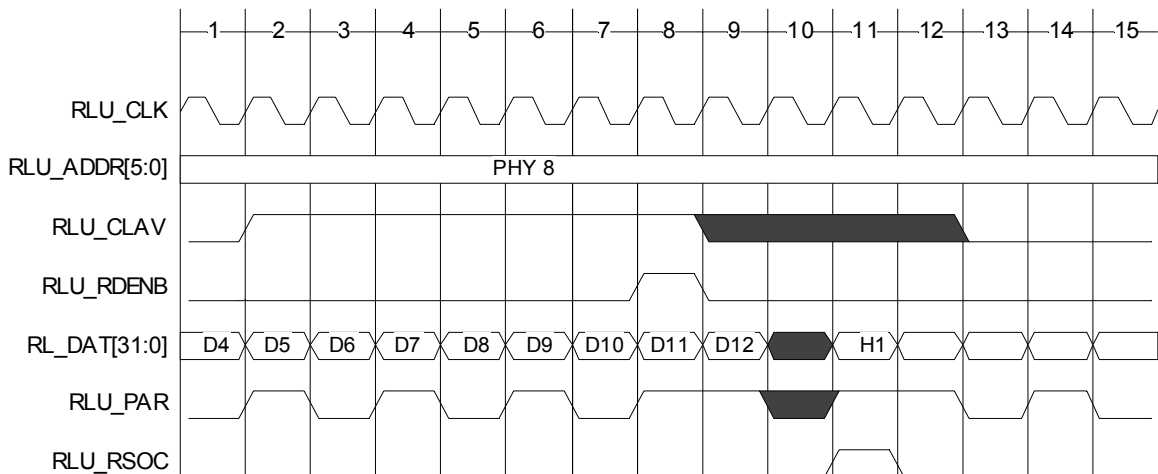 1 2 3 4 5 6 7 8 9 10 11 12 13 14 15
RLU_CLK
RLU_ADDR[5:0] PHY 8
RLU_CLAV
RLU_RDENB
RL_DAT[31:0] D4 D5 D6 D7 D8 D9 D10 D11 D12 H1
RLU_PAR
RLU_RSOC